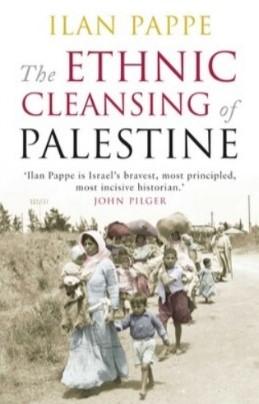 ILAN PAPPE
The ETHNIC
CLEANSING of
PALESTINE
'Ilan Pappe is Israel's bravest, most principled,
most incisive historian.'
JOHN PILGER